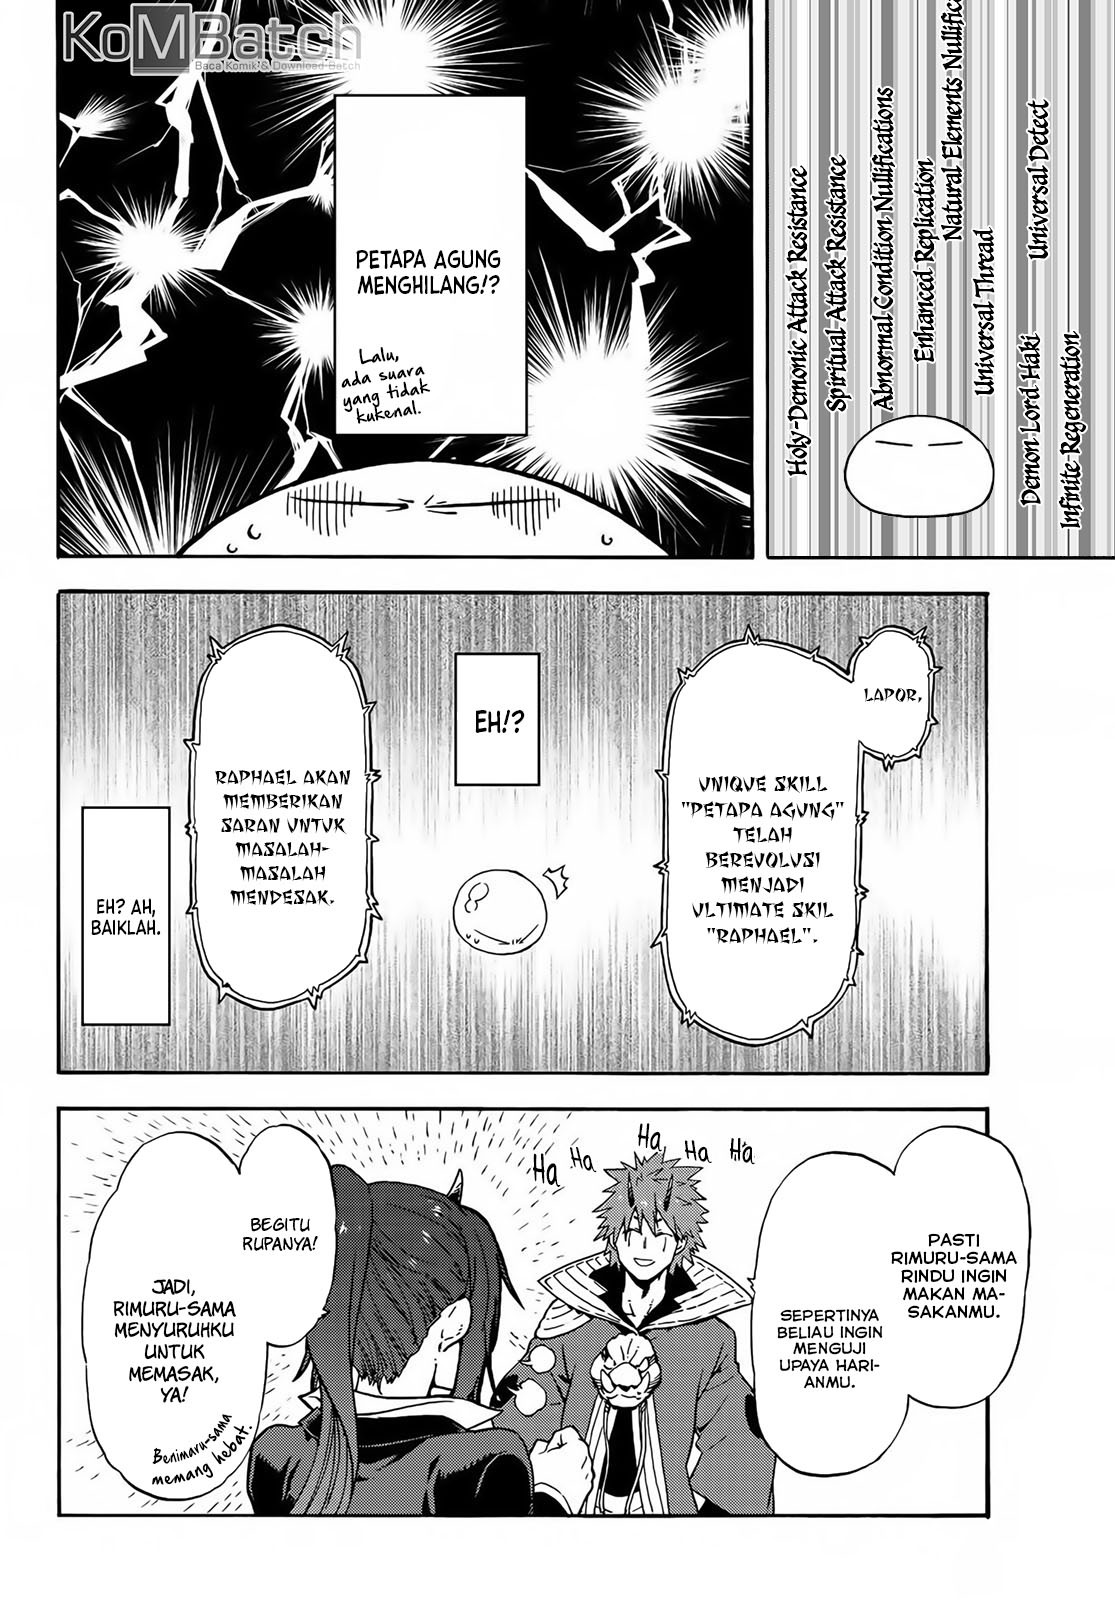 KoMBatch
Baca Komik & Download Batch
Universal Detect
Infinite Regeneration
Demon Lord Haki
Universal Thread
Natural Elements
Enhanced Replication
Abnormal Condition Nullifications
Spiritual Attack Resistance
Holy-Demonic Attack Resistance
PETAPA AGUNG
MENGHILANG!?
Lalu,
ada suara
yang tidak
kukenal.
LAPOR,
UNIQUE SKILL
"PETAPA AGUNG"
TELAH
BEREVOLUSI
MENJADI
ULTIMATE SKIL
"RAPHAEL".
EH!?
RAPHAEL AKAN
MEMBERIKAN
SARAN UNTUK
MASALAH-
MASALAH
MENDESAK.
EH? AH,
BAIKLAH.
PASTI
RIMURU-SAMA
RINDU INGIN
MAKAN MA-
SAKANMU.
SEPERTINYA
BELIAU INGIN
MENGUJI
UPAYA HARI-
ANMU.
Ha Ha Ha Ha Ha
BEGITU
RUPANYA!
JADI,
RIMURU-SAMA
MENYURUHKU
UNTUK
MEMASAK,
YA!
Benimaru-sama
memang hebat.